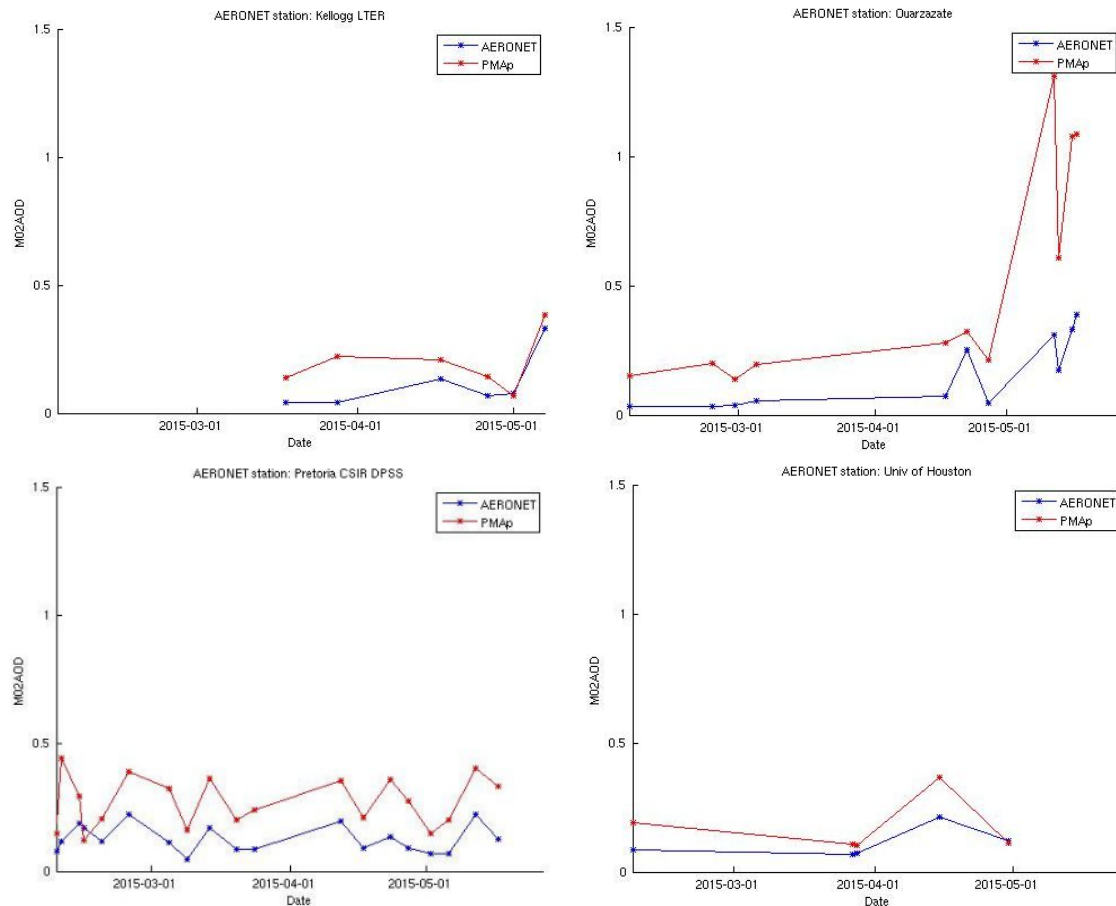 AERONET station: Kellogg LTER
1.5
AERONET
PMAp
1
M02AOD
0.5
0
2015-03-01 2015-04-01 2015-05-01
Date
AERONET station: Ouarzazate
1.5
AERONET
PMAp
1
M02AOD
0.5
0
2015-03-01 2015-04-01 2015-05-01
Date
AERONET station: Pretoria CSIR DPSS
1.5
AERONET
PMAp
1
M02AOD
0.5
0
2015-03-01 2015-04-01 2015-05-01
Date
AERONET station: Univ of Houston
1.5
AERONET
PMAp
1
M02AOD
0.5
0
2015-03-01 2015-04-01 2015-05-01
Date